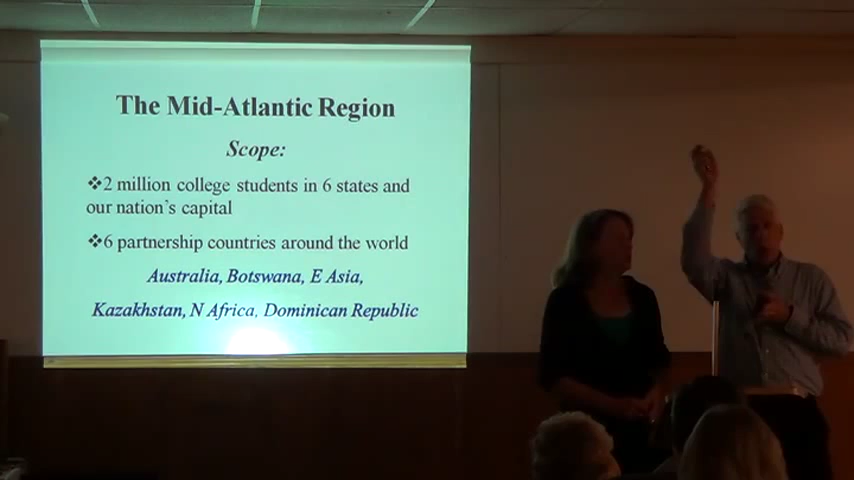 The Mid-Atlantic Region
Scope:
❖2 million college students in 6 states and
our nation's capital
❖6 partnership countries around the world
Australia, Botswana, E Asia,
Kazakhstan, N Africa, Dominican Republic